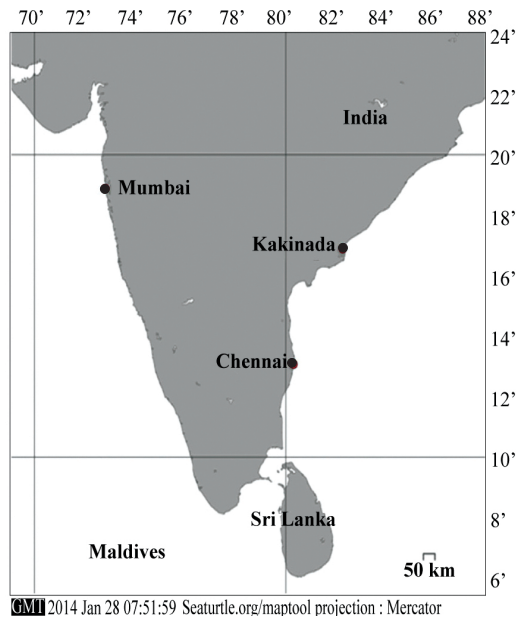 70' 72' 74' 76' 78' 80' 82' 84' 86' 88'
24'
22'
India
20'
Mumbai
18'
Kakinada
16'
14'
Chennai
12'
10'
8'
Sri Lanka
Maldives
50 km
6'
GMT 2014 Jan 28 07:51:59 Seaturtle.org/maptool projection : Mercator